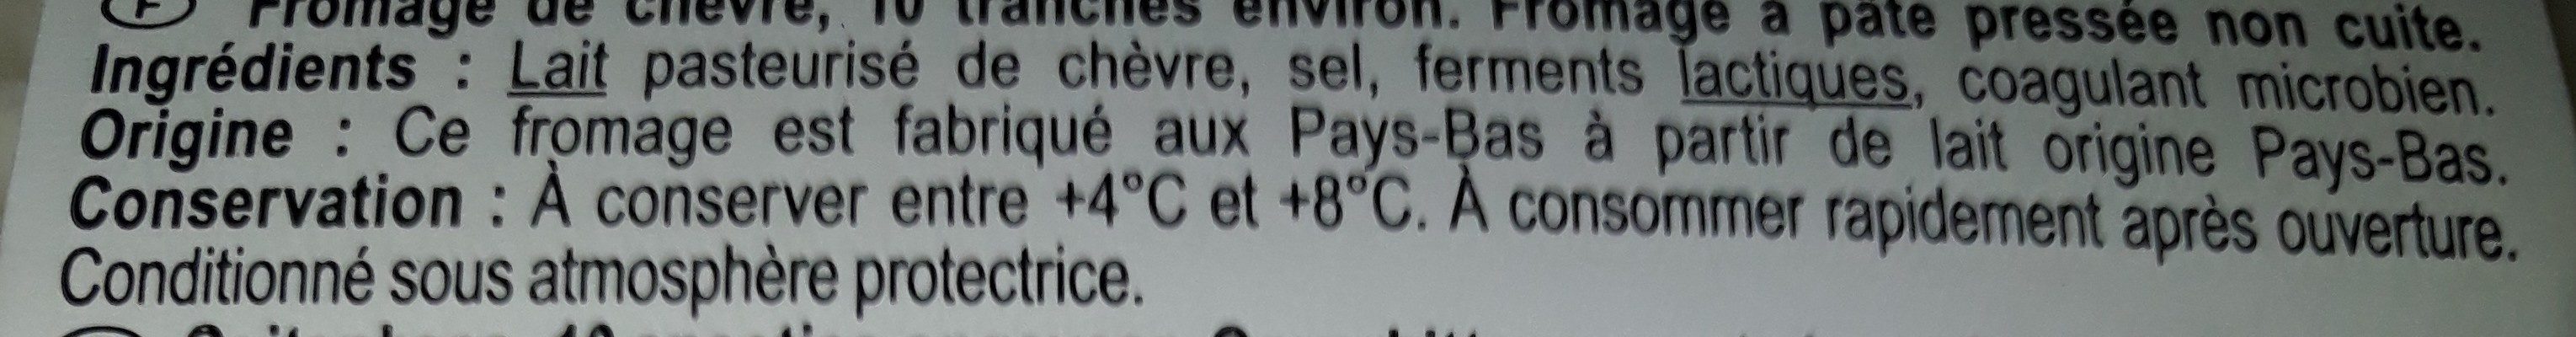 F Fromage de chèvre, 10 tranches environ. Fromage à pâte pressée non cuite.
Ingrédients : Lait pasteurisé de chèvre, sel, ferments lactiques, coagulant microbien.
Origine : Ce fromage est fabriqué aux Pays-Bas à partir de lait origine Pays-Bas.
Conservation : À conserver entre +4°C et +8°C. À consommer rapidement après ouverture.
Conditionné sous atmosphère protectrice.